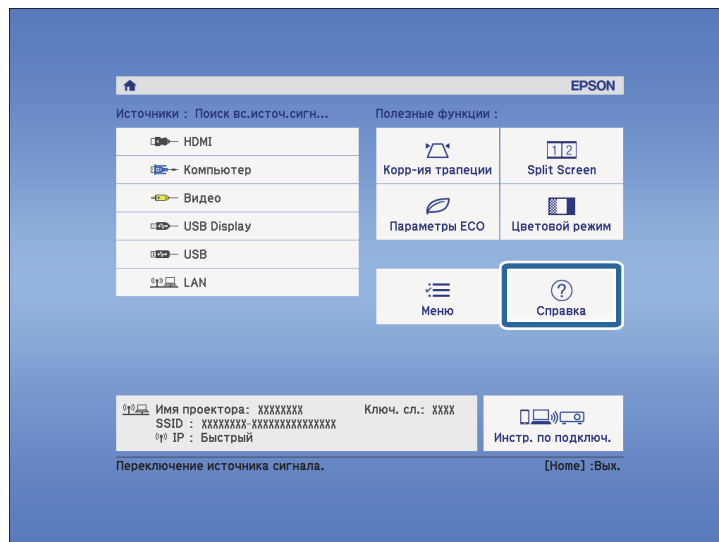 EPSON
Источники : Поиск вс.источ.сигн...
Полезные функции :
HDMI
Компьютер
Видео
USB Display
USB
LAN
Корр-ия трапеции
1 2
Split Screen
Параметры ECO
Цветовой режим
Меню
?
Справка
Имя проектора: XXXXXXXX
Ключ. сл.: XXXX
SSID : XXXXXXXX-XXXXXXXXXXXXXXX
IP : Быстрый
Инстр. по подключ.
Переключение источника сигнала.
[Home] :Вых.